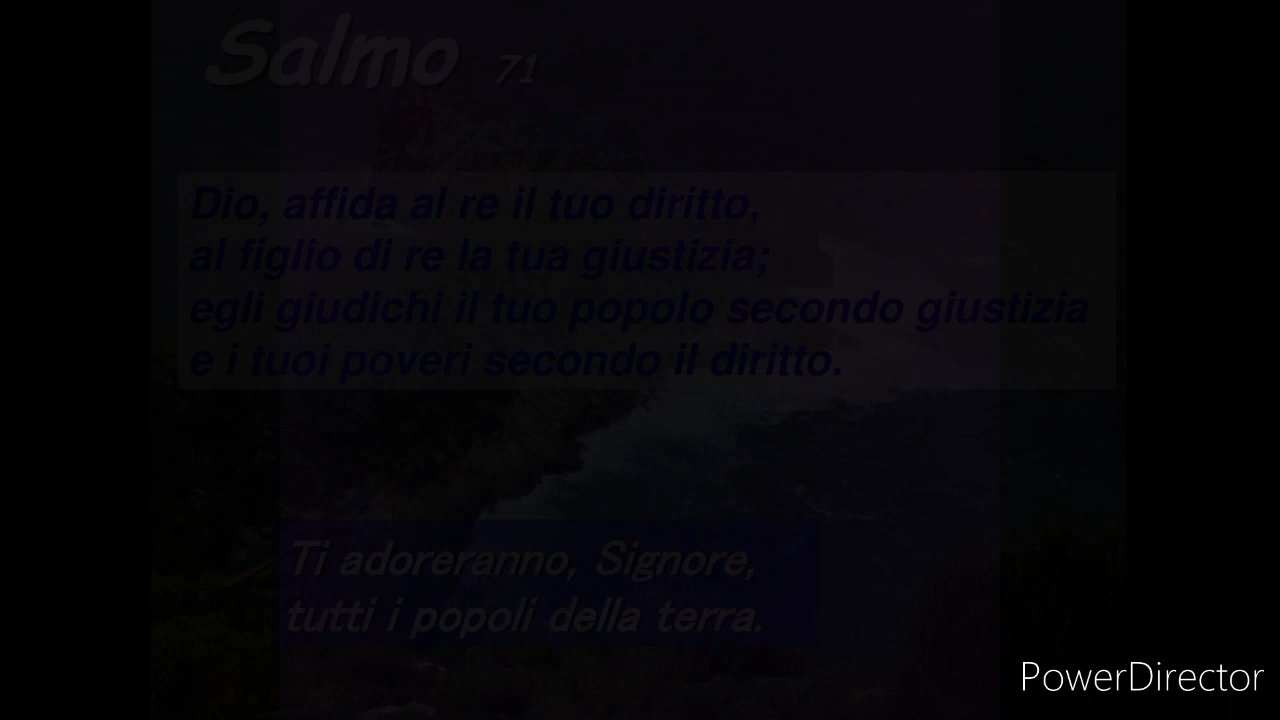 Salmo 71
Dio, affida al re il tuo diritto,
al figlio di re la tua giustizia;
egli giudichi il tuo popolo secondo giustizia
e i tuoi poveri secondo il diritto.
Ti adoreranno, Signore,
tutti i popoli della terra.
PowerDirector